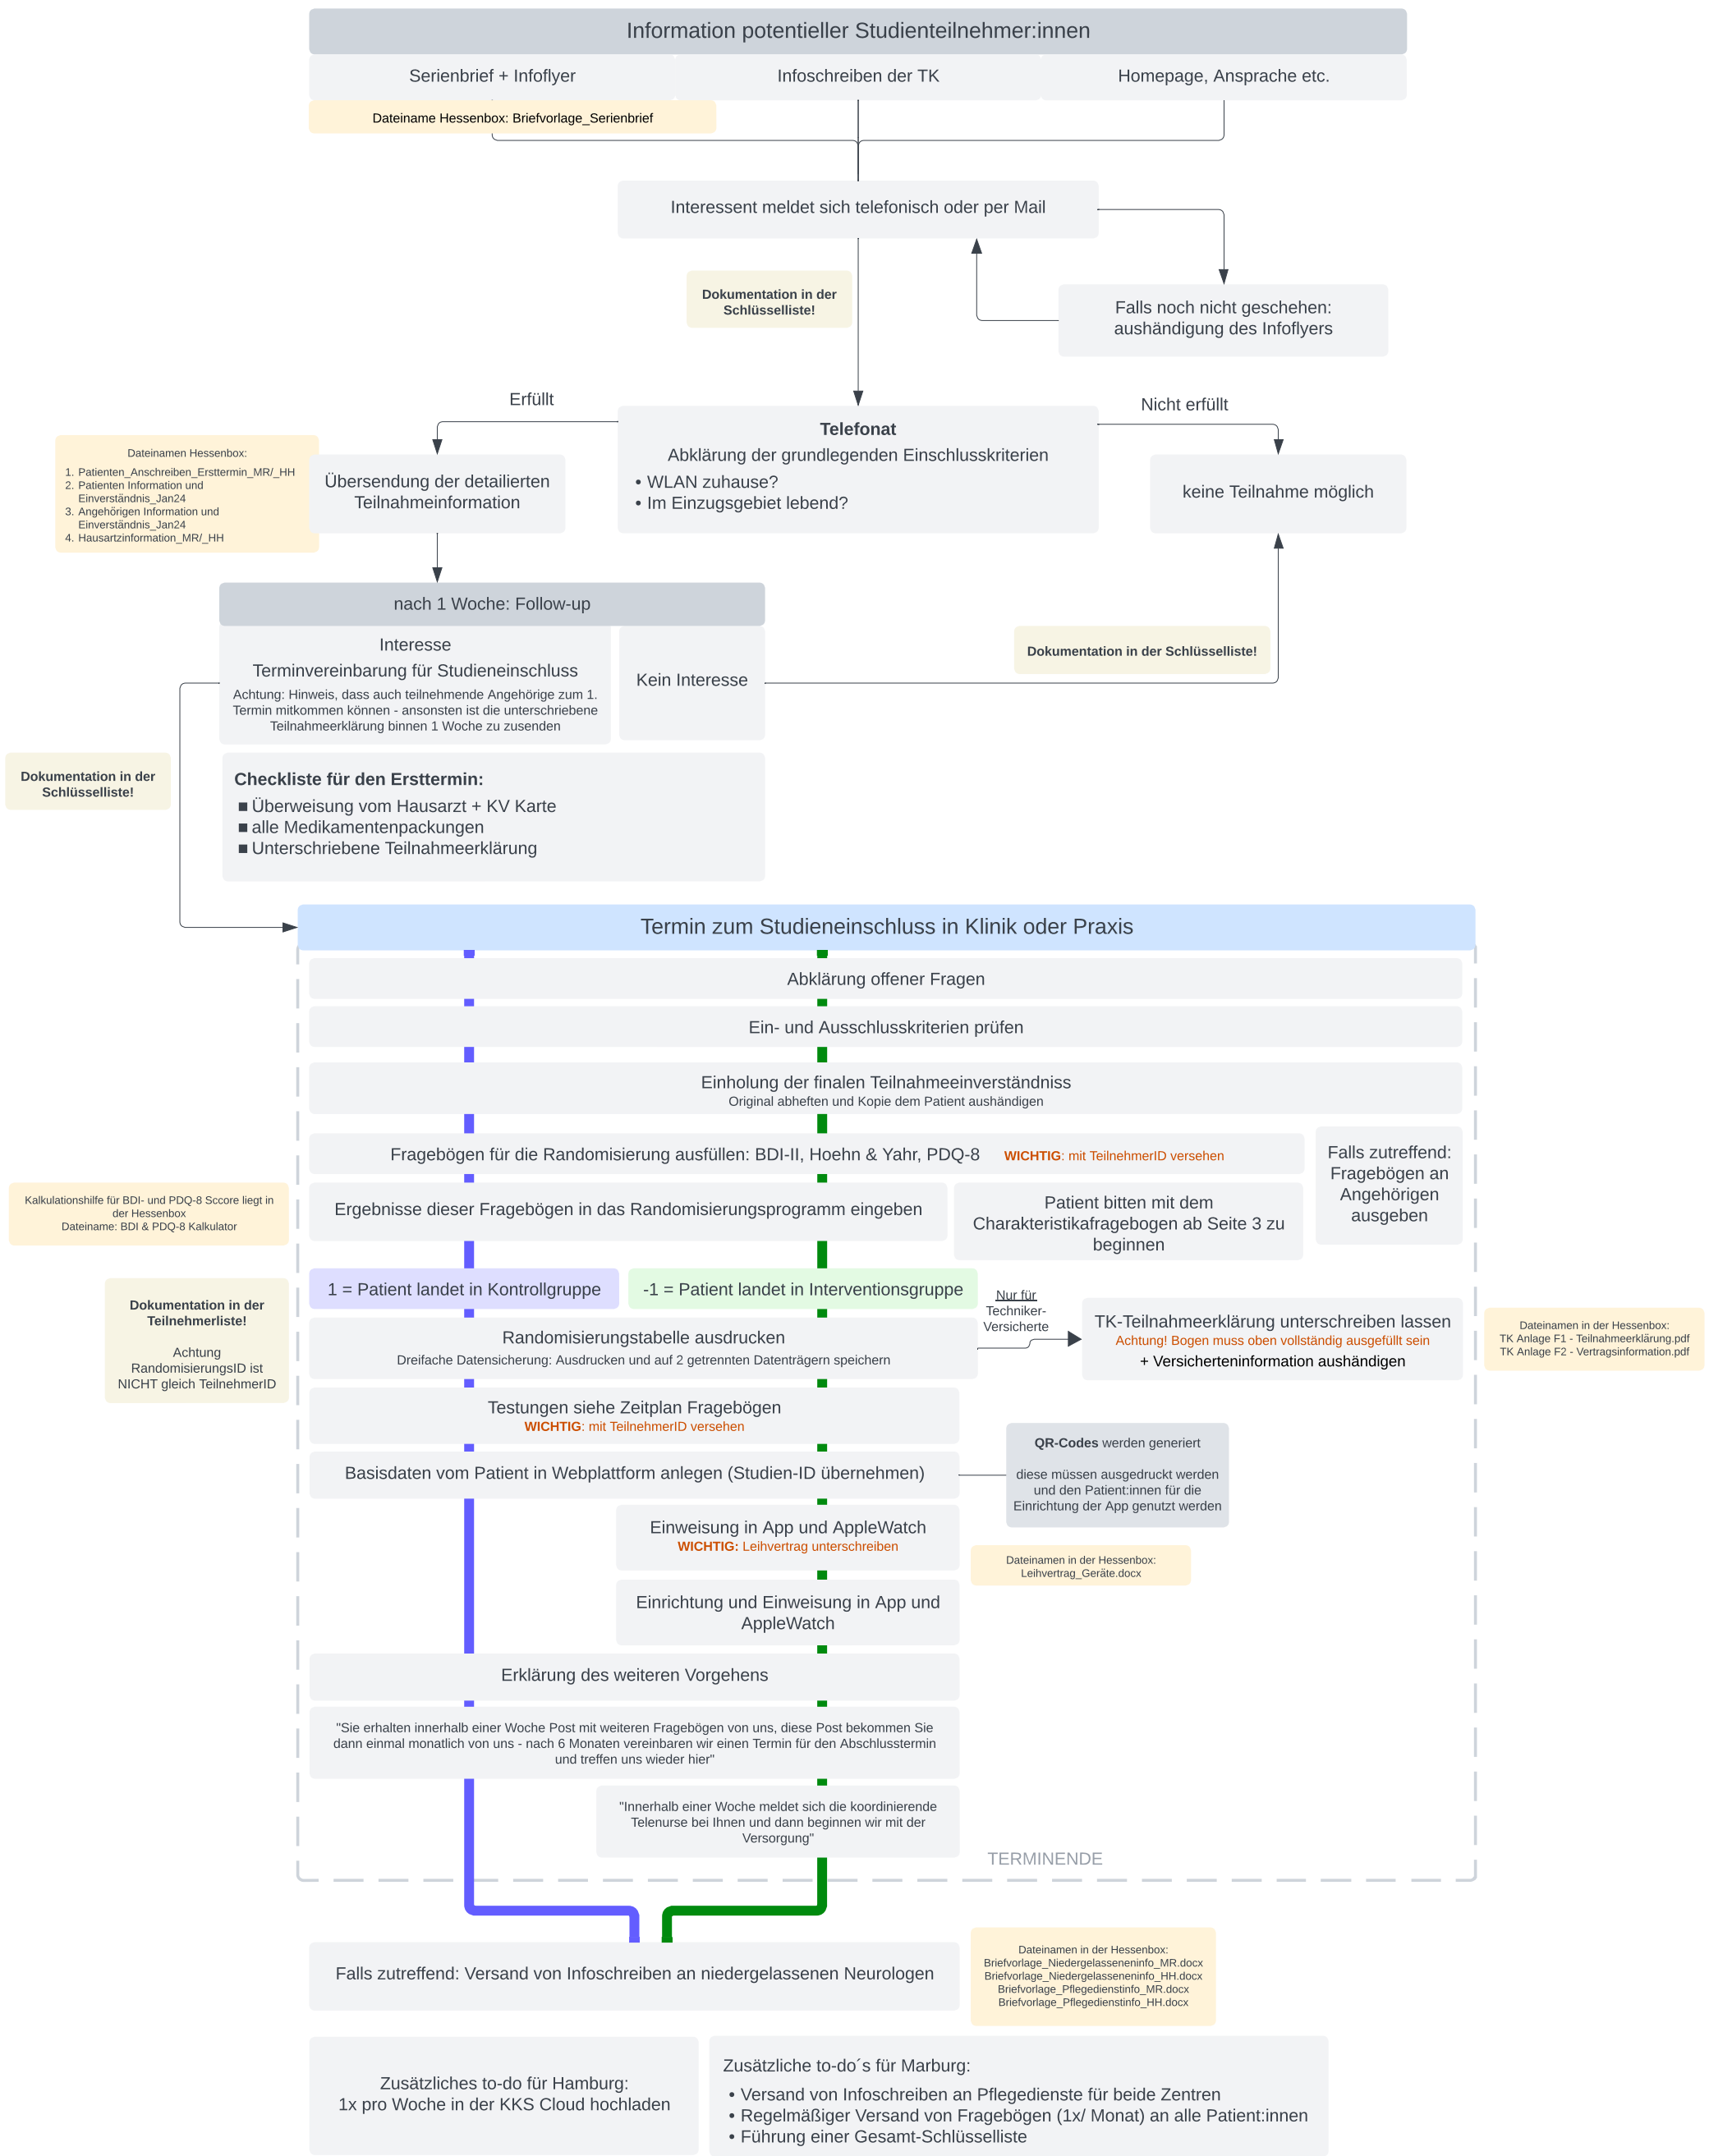 Information potentieller Studienteilnehmer:innen
Serienbrief + Infoflyer
Infoschreiben der TK
Homepage, Ansprache etc.
Dateiname Hessenbox: Briefvorlage_Serienbrief
Interessent meldet sich telefonisch oder per Mail
Dokumentation in der
Schlüsselliste!
Falls noch nicht geschehen:
aushändigung des Infoflyers
Erfüllt
Nicht erfüllt
Telefonat
Abklärung der grundlegenden Einschlusskriterien
• WLAN zuhause?
• Im Einzugsgebiet lebend?
Dateinamen Hessenbox:
1. Patienten_Anschreiben_Ersttermin_MR/_HH
2. Patienten Information und
Einverständnis_Jan24
3. Angehörigen Information und
Einverständnis_Jan24
4. Hausartzinformation_MR/_HH
Übersendung der detailierten
Teilnahmeinformation
keine Teilnahme möglich
nach 1 Woche: Follow-up
Interesse
Terminvereinbarung für Studieneinschluss
Achtung: Hinweis, dass auch teilnehmende Angehörige zum 1.
Termin mitkommen können - ansonsten ist die unterschriebene
Teilnahmeerklärung binnen 1 Woche zu zusenden
Kein Interesse
Dokumentation in der Schlüsselliste!
Dokumentation in der
Schlüsselliste!
Checkliste für den Ersttermin:
■ Überweisung vom Hausarzt + KV Karte
■ alle Medikamentenpackungen
■ Unterschriebene Teilnahmeerklärung
Termin zum Studieneinschluss in Klinik oder Praxis
Abklärung offener Fragen
Ein- und Ausschlusskriterien prüfen
Einholung der finalen Teilnahmeeinverständniss
Original abheften und Kopie dem Patient aushändigen
Fragebögen für die Randomisierung ausfüllen: BDI-II, Hoehn & Yahr, PDQ-8 WICHTIG: mit TeilnehmerID versehen
Falls zutreffend:
Fragebögen an
Angehörigen
ausgeben
Kalkulationshilfe für BDI- und PDQ-8 Sccore liegt in
der Hessenbox
Dateiname: BDI & PDQ-8 Kalkulator
Ergebnisse dieser Fragebögen in das Randomisierungsprogramm eingeben
Patient bitten mit dem
Charakteristikafragebogen ab Seite 3 zu
beginnen
1 = Patient landet in Kontrollgruppe
-1 = Patient landet in Interventionsgruppe
Dokumentation in der
Teilnehmerliste!
Achtung
RandomisierungsID ist
NICHT gleich TeilnehmerID
Randomisierungstabelle ausdrucken
Dreifache Datensicherung: Ausdrucken und auf 2 getrennten Datenträgern speichern
Nur für
Techniker-
Versicherte
TK-Teilnahmeerklärung unterschreiben lassen
Achtung! Bogen muss oben vollständig ausgefüllt sein
+ Versicherteninformation aushändigen
Dateinamen in der Hessenbox:
TK Anlage F1 - Teilnahmeerklärung.pdf
TK Anlage F2 - Vertragsinformation.pdf
Testungen siehe Zeitplan Fragebögen
WICHTIG: mit TeilnehmerID versehen
Basisdaten vom Patient in Webplattform anlegen (Studien-ID übernehmen)
QR-Codes werden generiert
diese müssen ausgedruckt werden
und den Patient:innen für die
Einrichtung der App genutzt werden
Einweisung in App und AppleWatch
WICHTIG: Leihvertrag unterschreiben
Dateinamen in der Hessenbox:
Leihvertrag_Geräte.docx
Einrichtung und Einweisung in App und
AppleWatch
Erklärung des weiteren Vorgehens
"Sie erhalten innerhalb einer Woche Post mit weiteren Fragebögen von uns, diese Post bekommen Sie
dann einmal monatlich von uns - nach 6 Monaten vereinbaren wir einen Termin für den Abschlusstermin
und treffen uns wieder hier"
"Innerhalb einer Woche meldet sich die koordinierende
Telenurse bei Ihnen und dann beginnen wir mit der
Versorgung"
TERMINENDE
Falls zutreffend: Versand von Infoschreiben an niedergelassenen Neurologen
Dateinamen in der Hessenbox:
Briefvorlage_Niedergelasseneninfo_MR.docx
Briefvorlage_Niedergelasseneninfo_HH.docx
Briefvorlage_Pflegedienstinfo_MR.docx
Briefvorlage_Pflegedienstinfo_HH.docx
Zusätzliches to-do für Hamburg:
1x pro Woche in der KKS Cloud hochladen
Zusätzliche to-do´s für Marburg:
• Versand von Infoschreiben an Pflegedienste für beide Zentren
• Regelmäßiger Versand von Fragebögen (1x/ Monat) an alle Patient:innen
• Führung einer Gesamt-Schlüsselliste